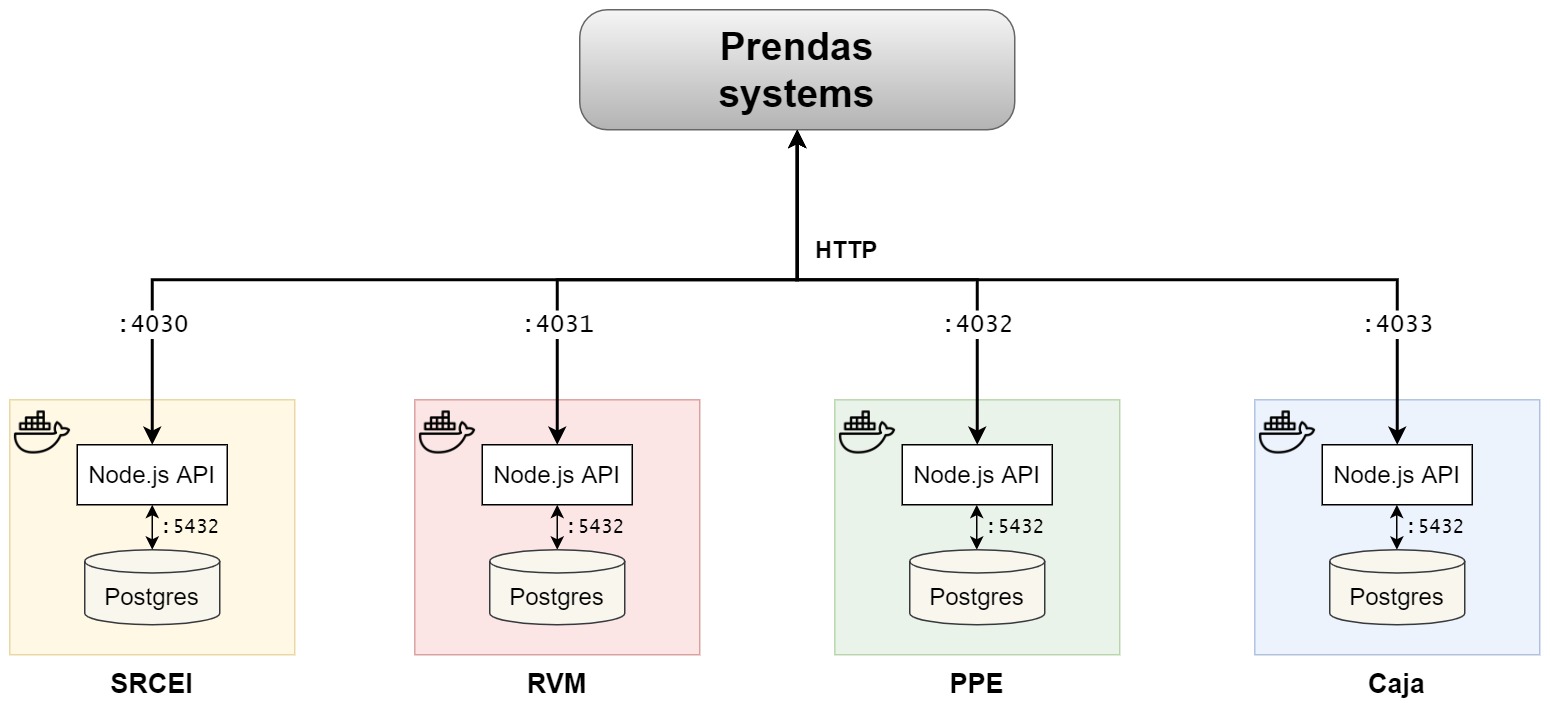 Prendas
systems
HTTP
:4030
:4031
:4032
:4033
Node.js API
Node.js API
Node.js API
Node.js API
:5432
:5432
:5432
:5432
Postgres
Postgres
Postgres
Postgres
SRCEI
RVM
PPE
Caja